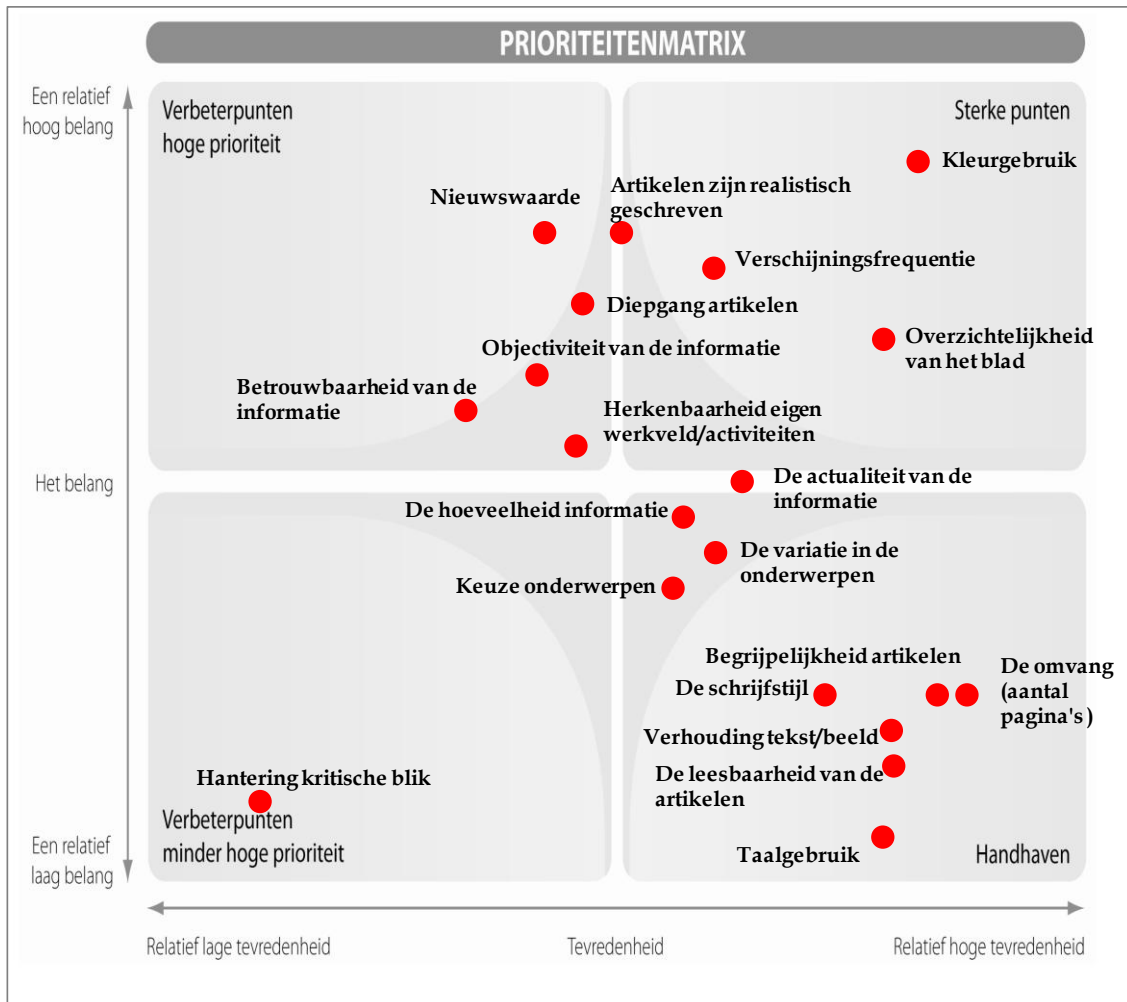 PRIORITEITENMATRIX
Een relatief
hoog belang
Verbeterpunten
hoge prioriteit
Sterke punten
Kleurgebruik
Nieuwswaarde
Artikelen zijn realistisch
geschreven
Verschijningsfrequentie
Diepgang artikelen
Objectiviteit van de informatie
Overzichtelijkheid
van het blad
Betrouwbaarheid van de
informatie
Herkenbaarheid eigen
werkveld/activiteiten
Het belang
De actualiteit van de
informatie
De hoeveelheid informatie
De variatie in de
onderwerpen
Keuze onderwerpen
Begrijpelijkheid artikelen
De schrijfstijl
De omvang
(aantal
pagina's)
Verhouding tekst/beeld
De leesbaarheid van de
artikelen
Hantering kritische blik
Verbeterpunten
minder hoge prioriteit
Taalgebruik
Handhaven
Een relatief
laag belang
Relatief lage tevredenheid
Tevredenheid
Relatief hoge tevredenheid